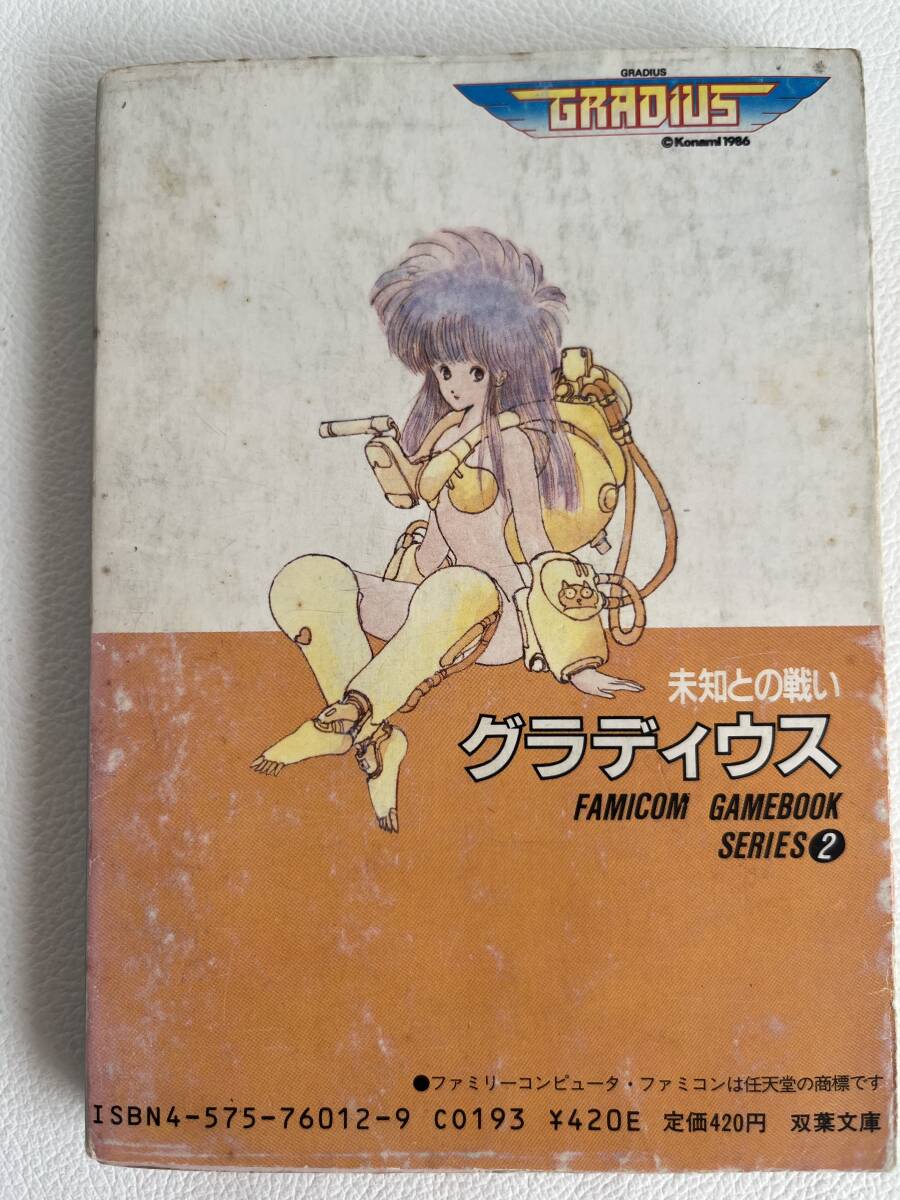 GRADIUS
GRADIUS
©Konami 1986
未知との戦い
グラディウス
FAMICOM GAMEBOOK
SERIES2
●ファミリーコンピュータ・ファミコンは任天堂の商標です
ISBN4-575-76012-9 C0193 ¥420E 定価420円 双葉文庫